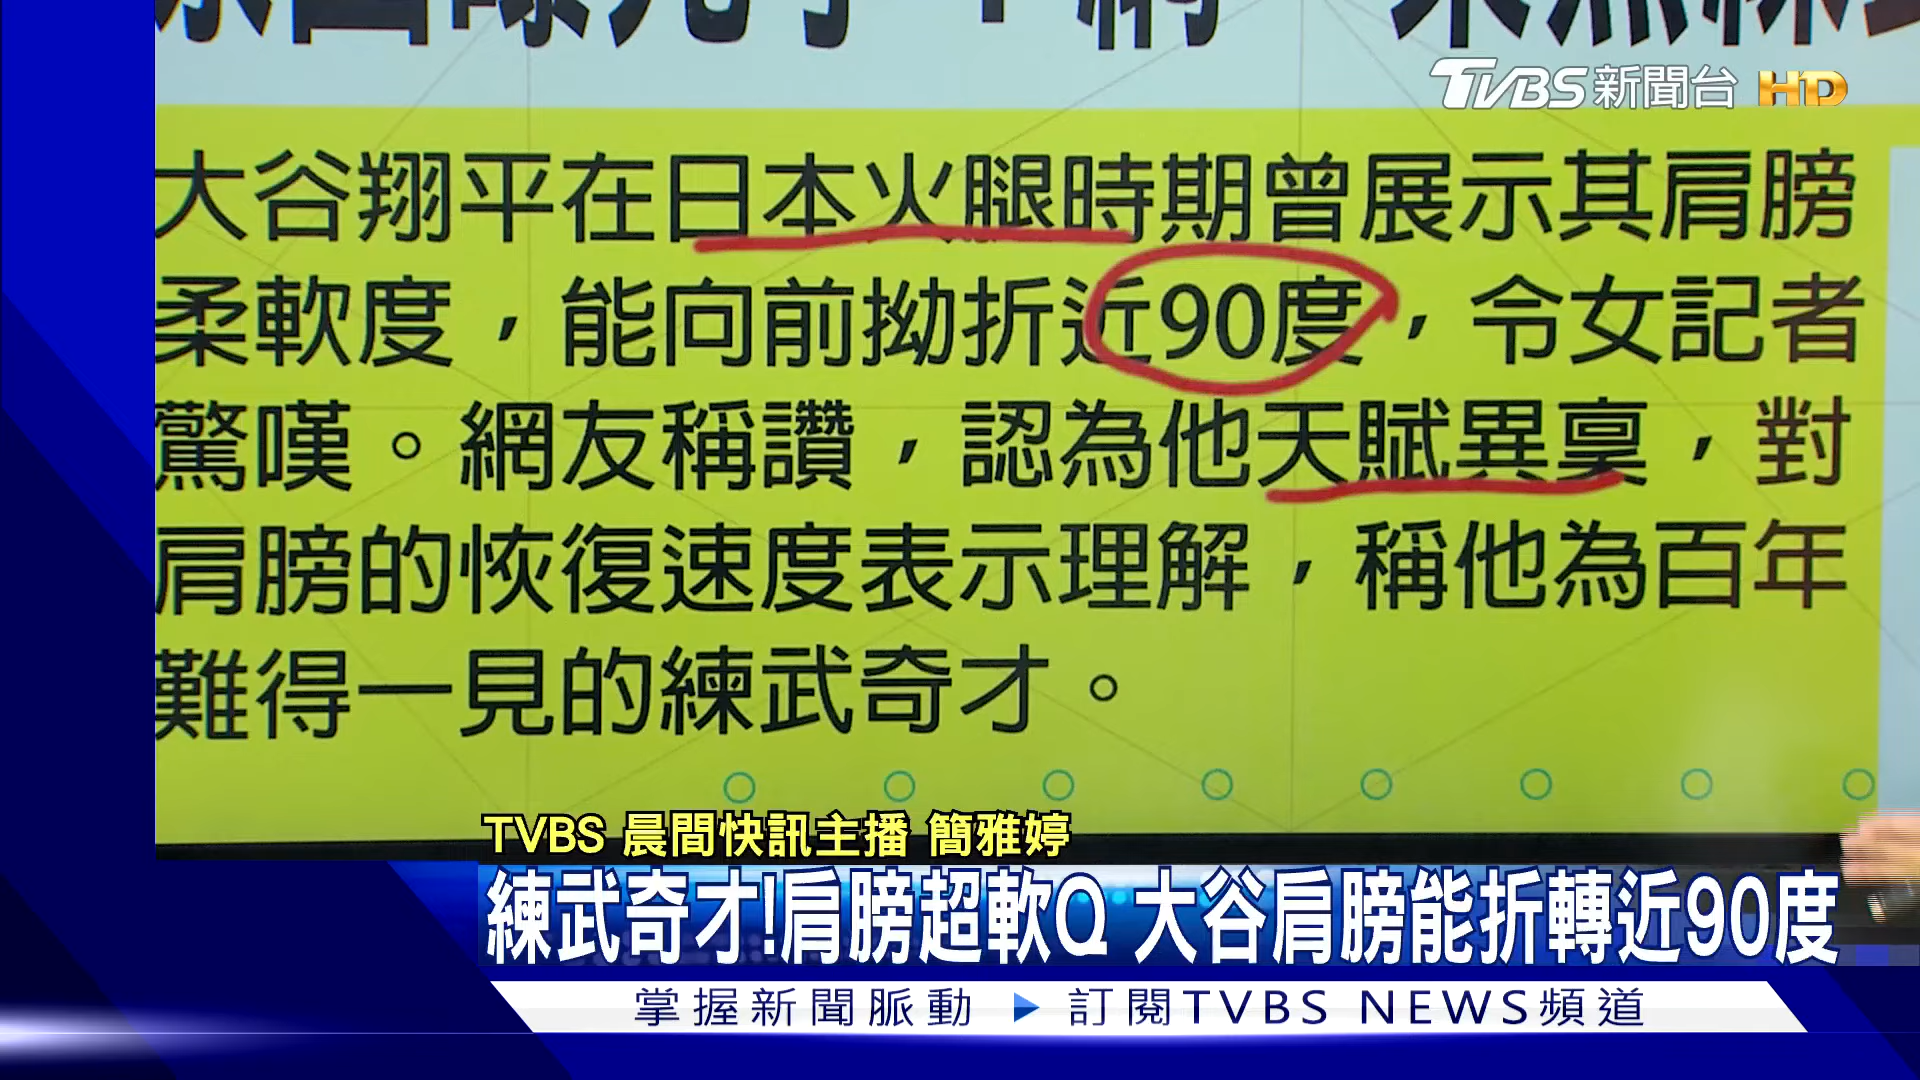 TVBS新聞台 HD
大谷翔平在日本火腿時期曾展示其肩膀
柔軟度，能向前拗折近90度，令女記者
驚嘆。網友稱讚，認為他天賦異稟，對
肩膀的恢復速度表示理解，稱他為百年
難得一見的練武奇才。
TVBS 晨間快訊主播 簡雅婷
練武奇才!肩膀超軟Q 大谷肩膀能折轉近90度
掌握新聞脈動 ▶ 訂閱TVBS NEWS頻道